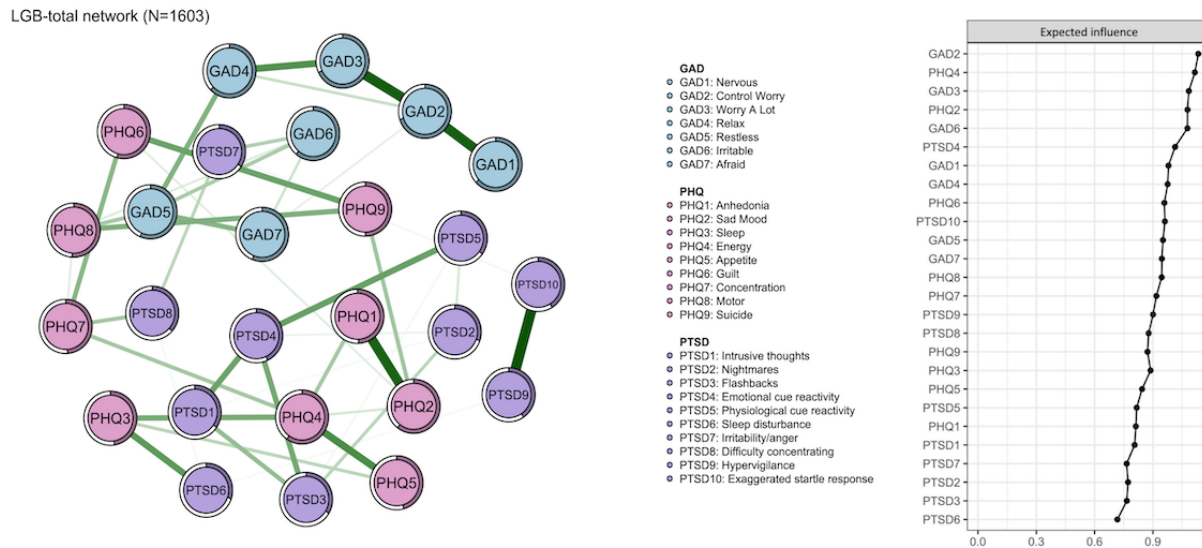 LGB-total network (N=1603)
GAD4
GAD3
GAD2
GAD1
PHQ6
PTSD7
GAD6
PHQ8
GAD5
GAD7
PHQ9
PTSD5
PTSD10
PHQ7
PTSD8
PTSD4
PHQ1
PTSD2
PTSD9
PHQ3
PTSD1
PHQ4
PHQ2
PTSD6
PTSD3
PHQ5
GAD
GAD1: Nervous
GAD2: Control Worry
GAD3: Worry A Lot
GAD4: Relax
GAD5: Restless
GAD6: Irritable
GAD7: Afraid
PHQ
PHQ1: Anhedonia
PHQ2: Sad Mood
PHQ3: Sleep
PHQ4: Energy
PHQ5: Appetite
PHQ6: Guilt
PHQ7: Concentration
PHQ8: Motor
PHQ9: Suicide
PTSD
PTSD1: Intrusive thoughts
PTSD2: Nightmares
PTSD3: Flashbacks
PTSD4: Emotional cue reactivity
PTSD5: Physiological cue reactivity
PTSD6: Sleep disturbance
PTSD7: Irritability/anger
PTSD8: Difficulty concentrating
PTSD9: Hypervigilance
PTSD10: Exaggerated startle response
Expected influence
GAD2
PHQ4
GAD3
PHQ2
GAD6
PTSD4
GAD1
GAD4
PHQ6
PTSD10
GAD5
GAD7
PHQ8
PHQ7
PTSD9
PTSD8
PHQ9
PHQ3
PHQ5
PTSD5
PHQ1
PTSD1
PTSD7
PTSD2
PTSD3
PTSD6
0.0 0.3 0.6 0.9